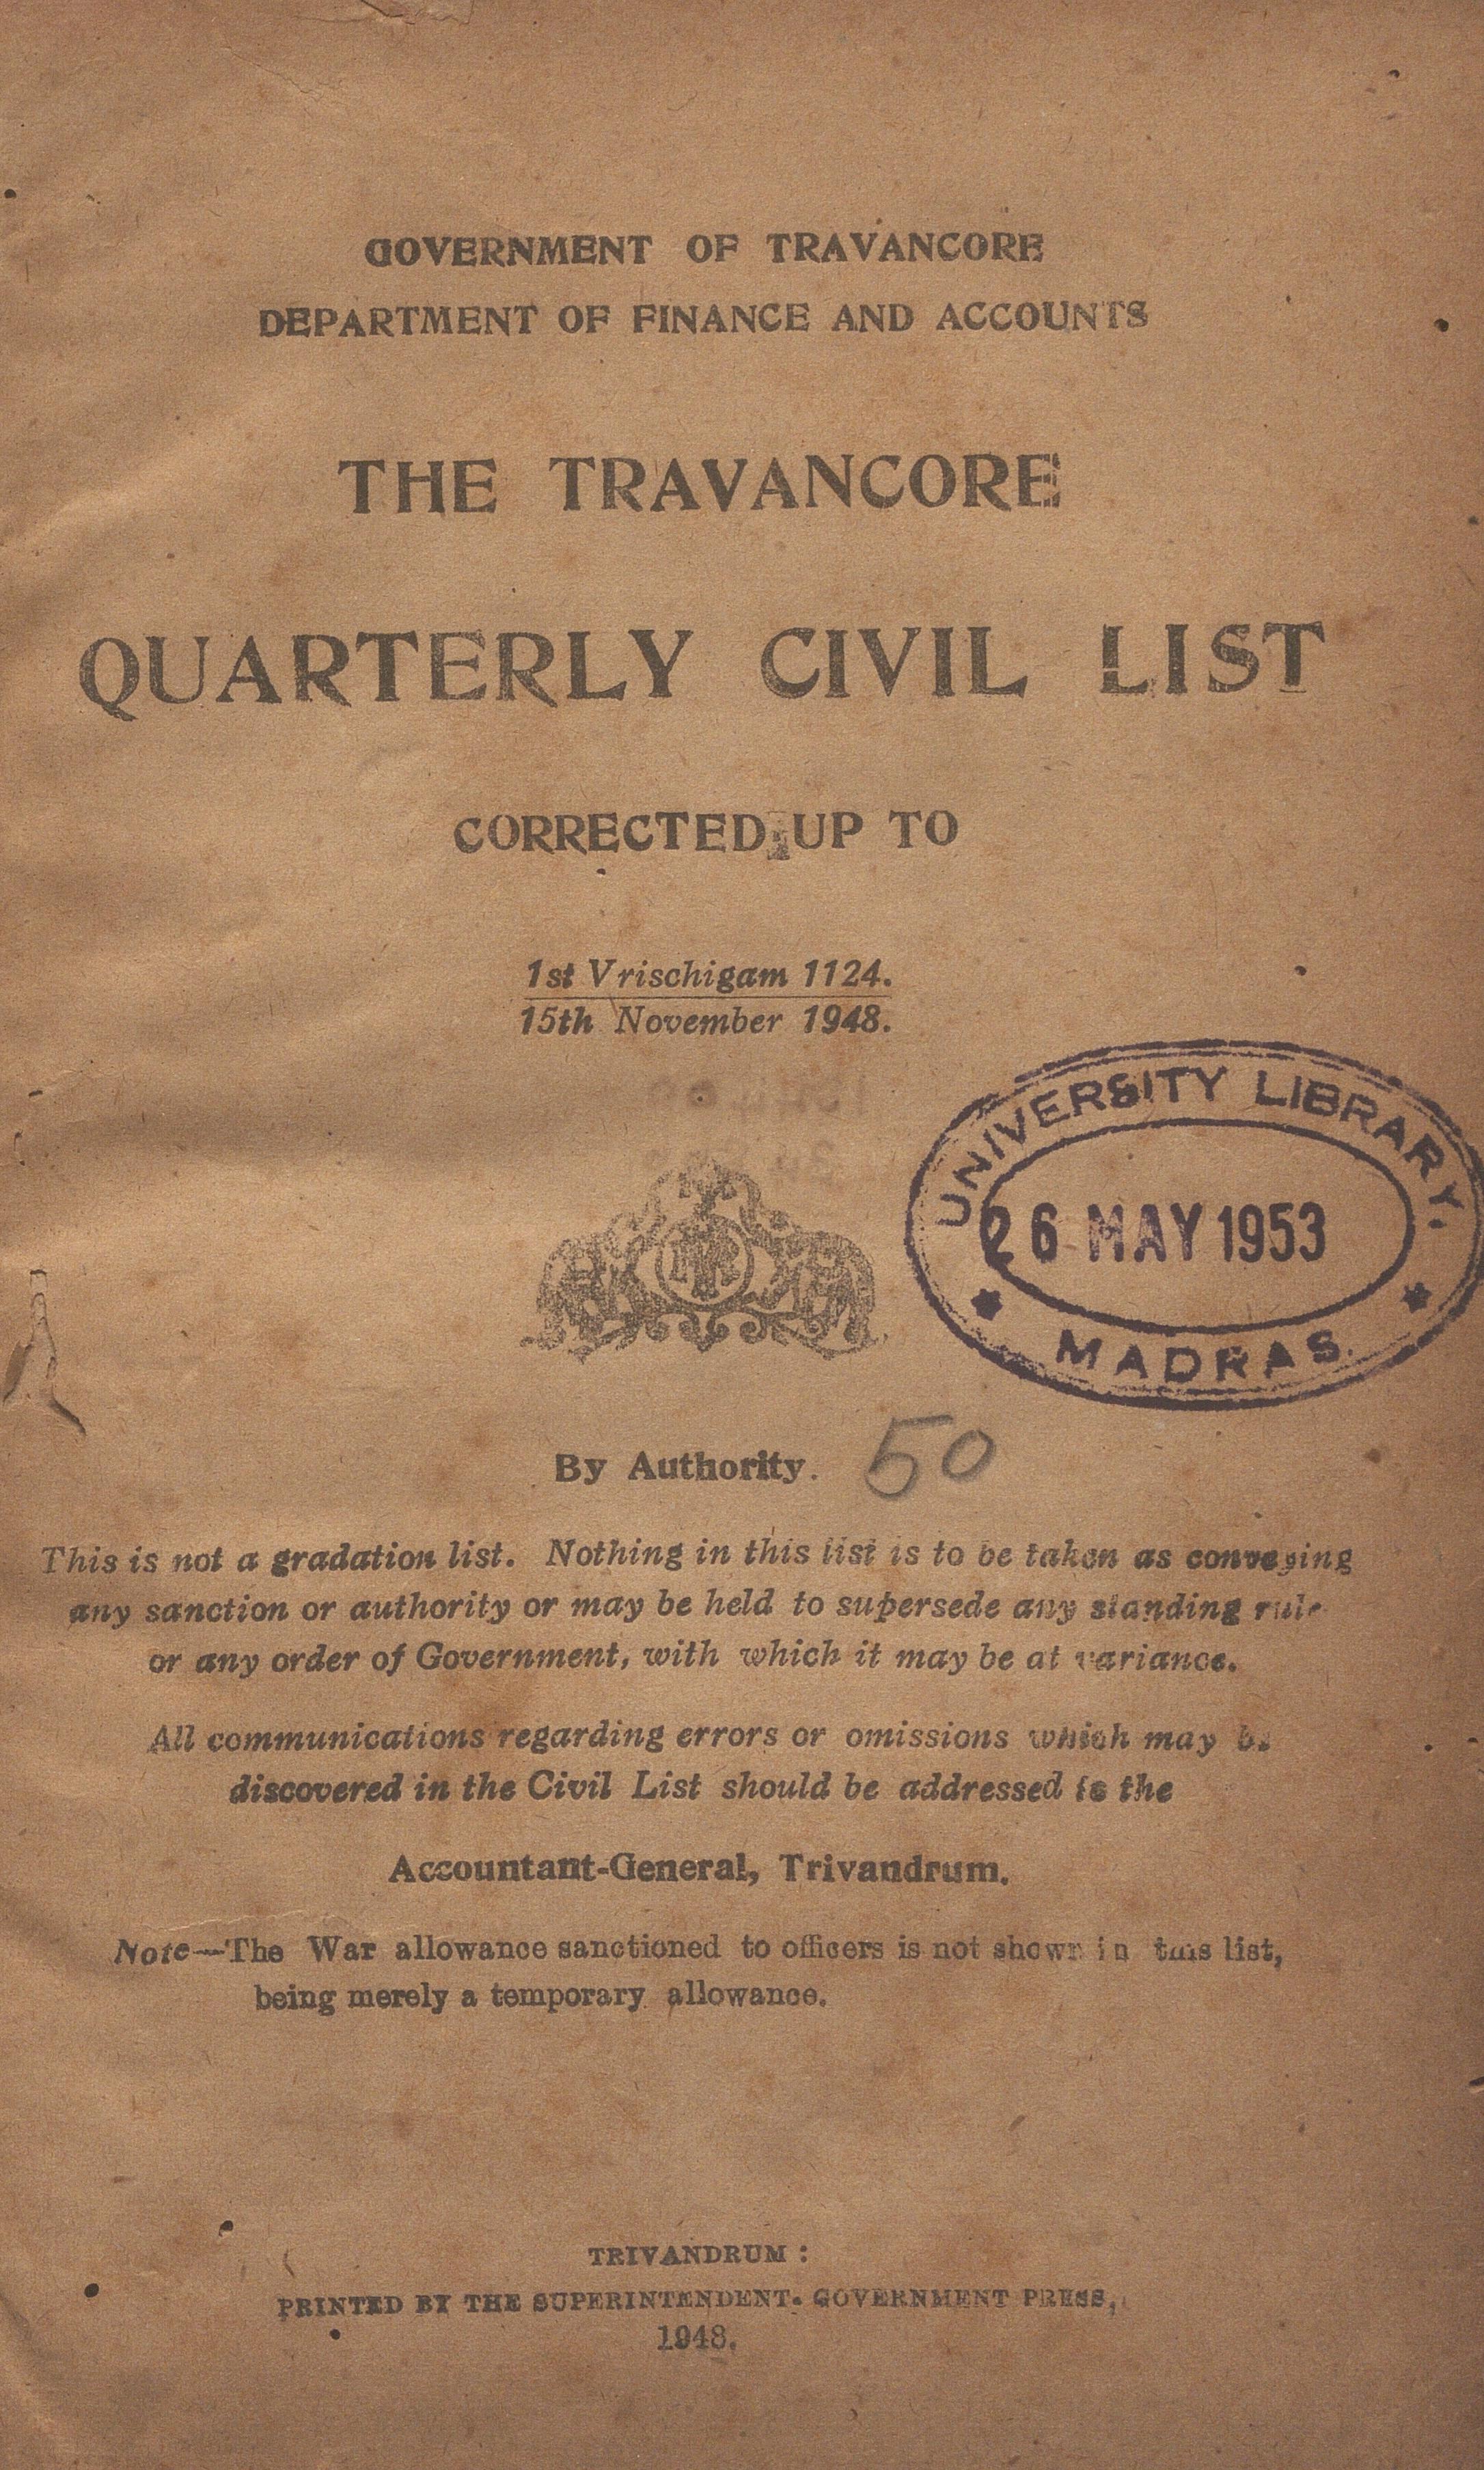 GOVERNMENT OF TRAVANCORE
DEPARTMENT OF FINANCE AND ACCOUNTS
THE TRAVANCORE
QUARTERLY CIVIL LIST
CORRECTED UP TO
1st Vrischigam 1124.
15th November 1948.
UNIVERSITY LIBRARY.
26 MAY 1953
MADRAS.
By Authority. 50
This is not a gradation list. Nothing in this list is to be taken as conveying
any sanction or authority or may be held to supersede any standing rule
or any order of Government, with which it may be at variance.
All communications regarding errors or omissions which may be
discovered in the Civil List should be addressed to the
Accountant-General, Trivandrum.
Note—The War allowance sanctioned to officers is not shown in this list,
being merely a temporary allowance.
TRIVANDRUM :
PRINTED BY THE SUPERINTENDENT. GOVERNMENT PRESS,
1948.